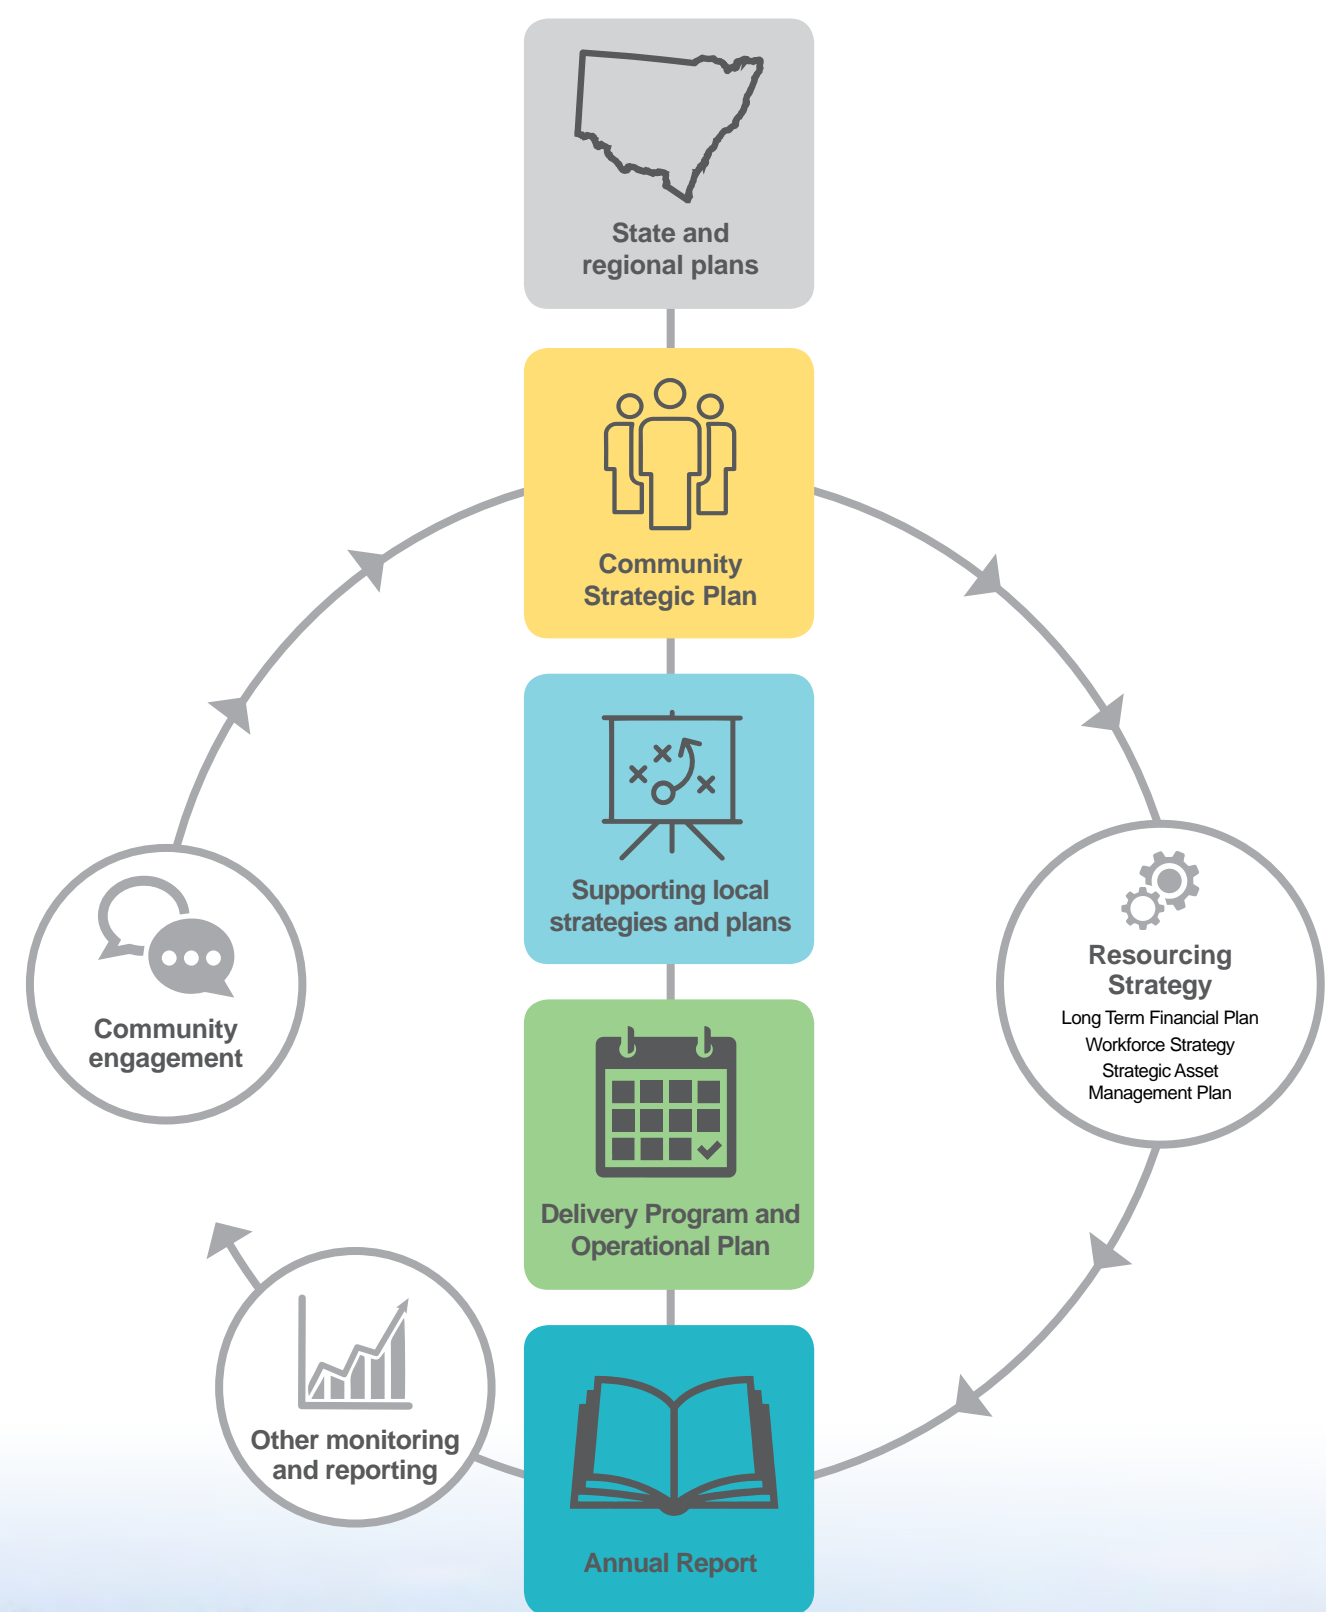 State and
regional plans
Community
Strategic Plan
Supporting local
strategies and plans
Community
engagement
Resourcing
Strategy
Long Term Financial Plan
Workforce Strategy
Strategic Asset
Management Plan
Delivery Program and
Operational Plan
Other monitoring
and reporting
Annual Report